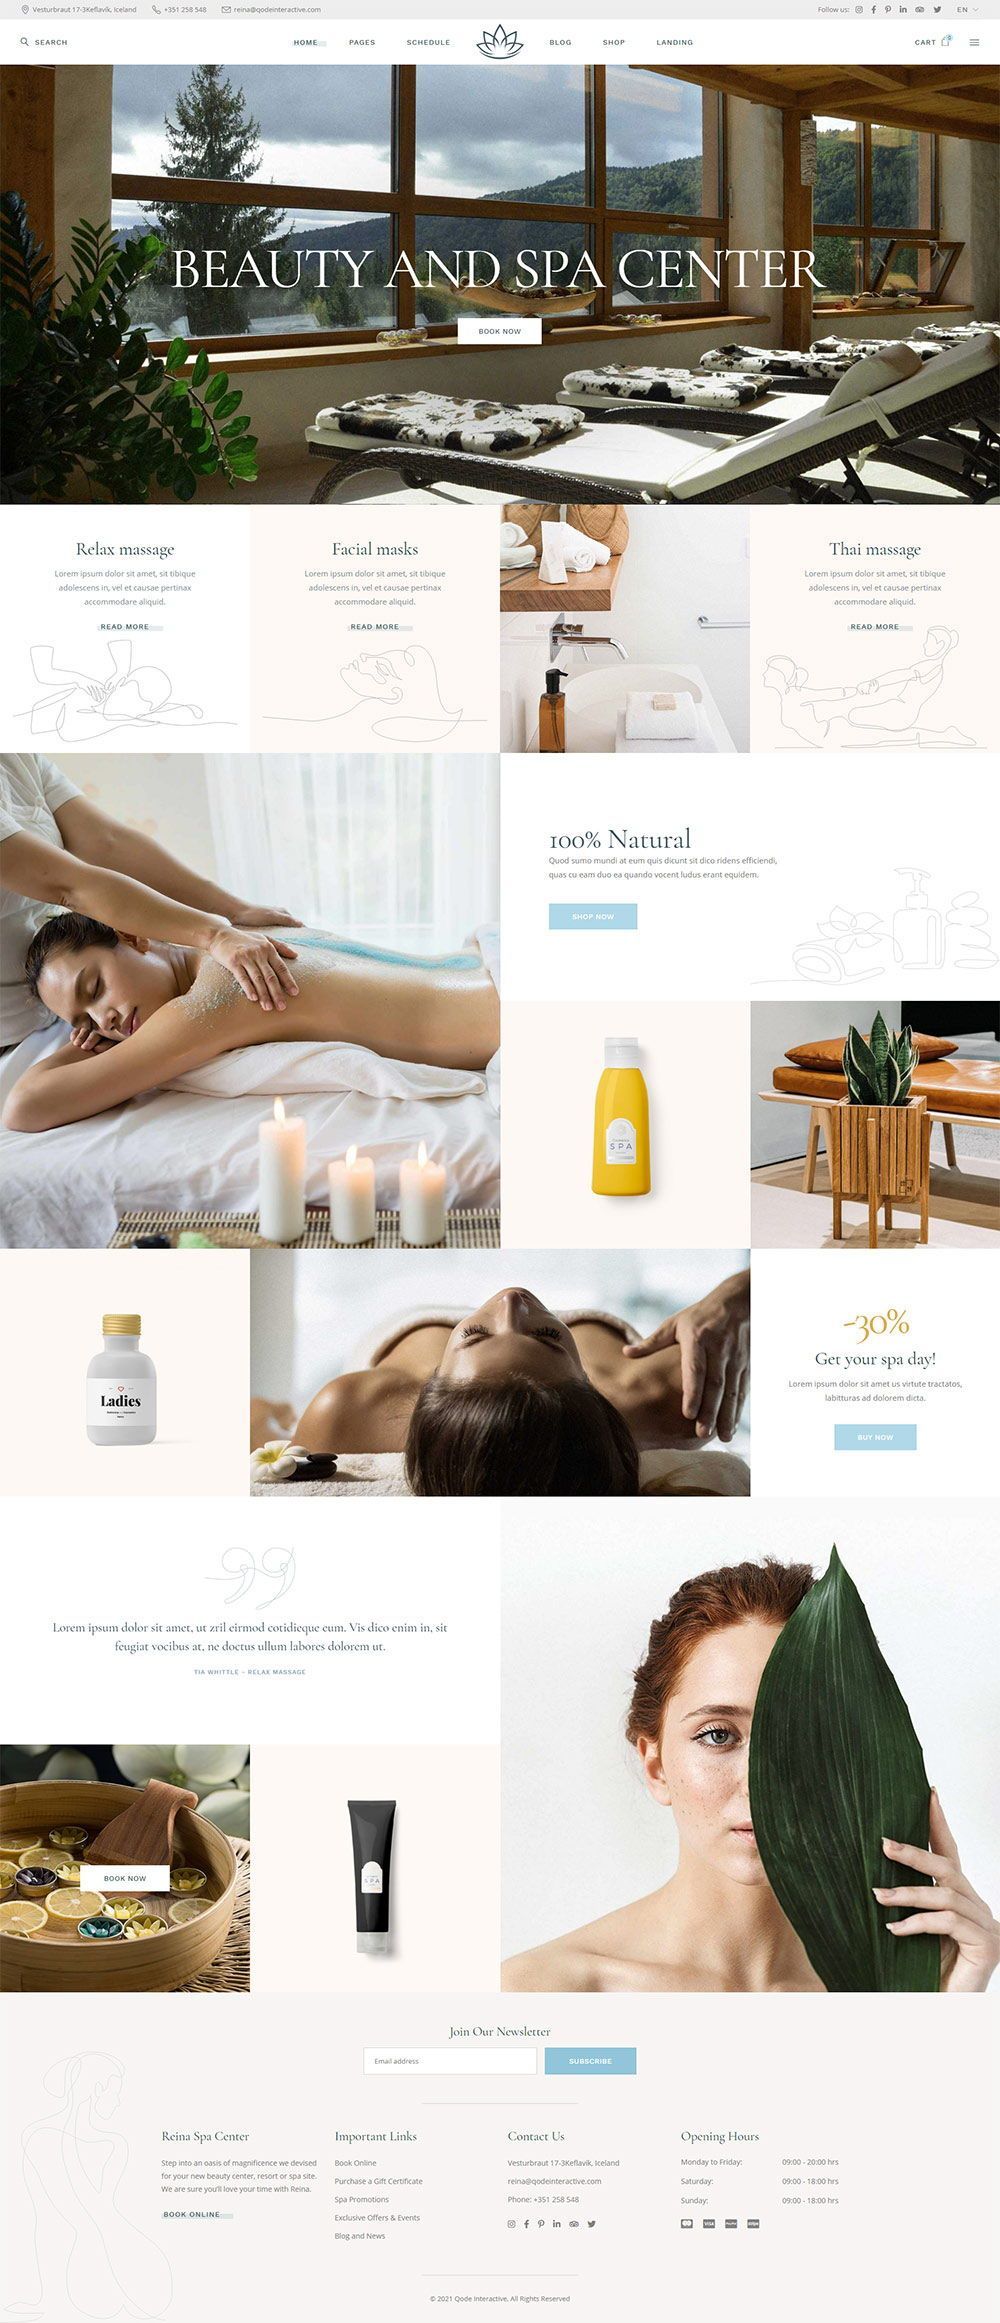 Vesturbraut 17-3Keflavik, Iceland +351 258 548 reina@qodeinteractive.com Follow us: EN
SEARCH HOME PAGES SCHEDULE BLOG SHOP LANDING CART 0
BEAUTY AND SPA CENTER
BOOK NOW
Relax massage
Lorem ipsum dolor sit amet, sit tibique
adolescens in, vel et causae pertinax
accommodare aliquid.
READ MORE
Facial masks
Lorem ipsum dolor sit amet, sit tibique
adolescens in, vel et causae pertinax
accommodare aliquid.
READ MORE
Thai massage
Lorem ipsum dolor sit amet, sit tibique
adolescens in, vel et causae pertinax
accommodare aliquid.
READ MORE
100% Natural
Quod sumo mundi at eum quis dicunt sit dico ridens efficiendi,
quas cu eam duo ea quando vocent ludus erant equidem.
SHOP NOW
SPA
Ladies
-30%
Get your spa day!
Lorem ipsum dolor sit amet us virtute tractatos,
labitturas ad dolorem dicta.
BUY NOW
Lorem ipsum dolor sit amet, ut zril eirmod cotidieque eum. Vis dico enim in, sit
feugiat vocibus at, ne doctus ullum labores dolorem ut.
TIA WHITTLE - RELAX MASSAGE
BOOK NOW
SPA
Join Our Newsletter
Email address SUBSCRIBE
Reina Spa Center
Step into an oasis of magnificence we devised
for your new beauty center, resort or spa site.
We are sure you'll love your time with Reina.
BOOK ONLINE
Important Links
Book Online
Purchase a Gift Certificate
Spa Promotions
Exclusive Offers & Events
Blog and News
Contact Us
Vesturbraut 17-3Keflavik, Iceland
reina@qodeinteractive.com
Phone: +351 258 548
Opening Hours
Monday to Friday: 09:00 - 20:00 hrs
Saturday: 09:00 - 18:00 hrs
Sunday: 09:00 - 18:00 hrs
VISA
© 2021 Qode Interactive, All Rights Reserved